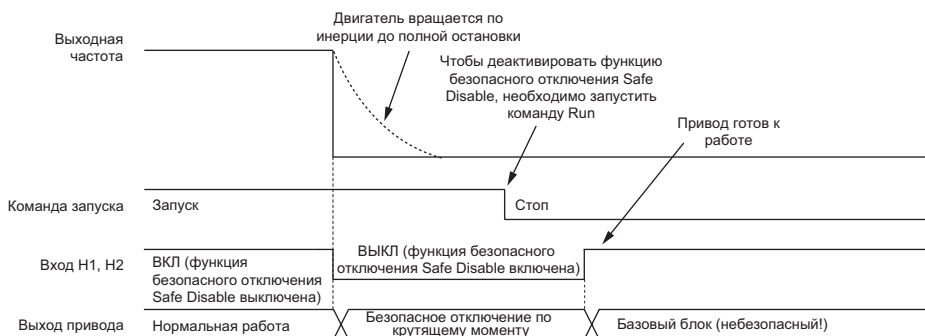 Двигатель вращается по
инерции до полной остановки
Выходная
частота
Чтобы деактивировать функцию
безопасного отключения Safe
Disable, необходимо запустить
команду Run
Привод готов к
работе
Команда запуска
Запуск
Стоп
Вход H1, H2
ВКЛ (функция
безопасного отключения
Safe Disable выключена)
ВЫКЛ (функция безопасного
отключения Safe Disable включена)
Выход привода
Нормальная работа
Безопасное отключение по
крутящему моменту
Базовый блок (небезопасный!)